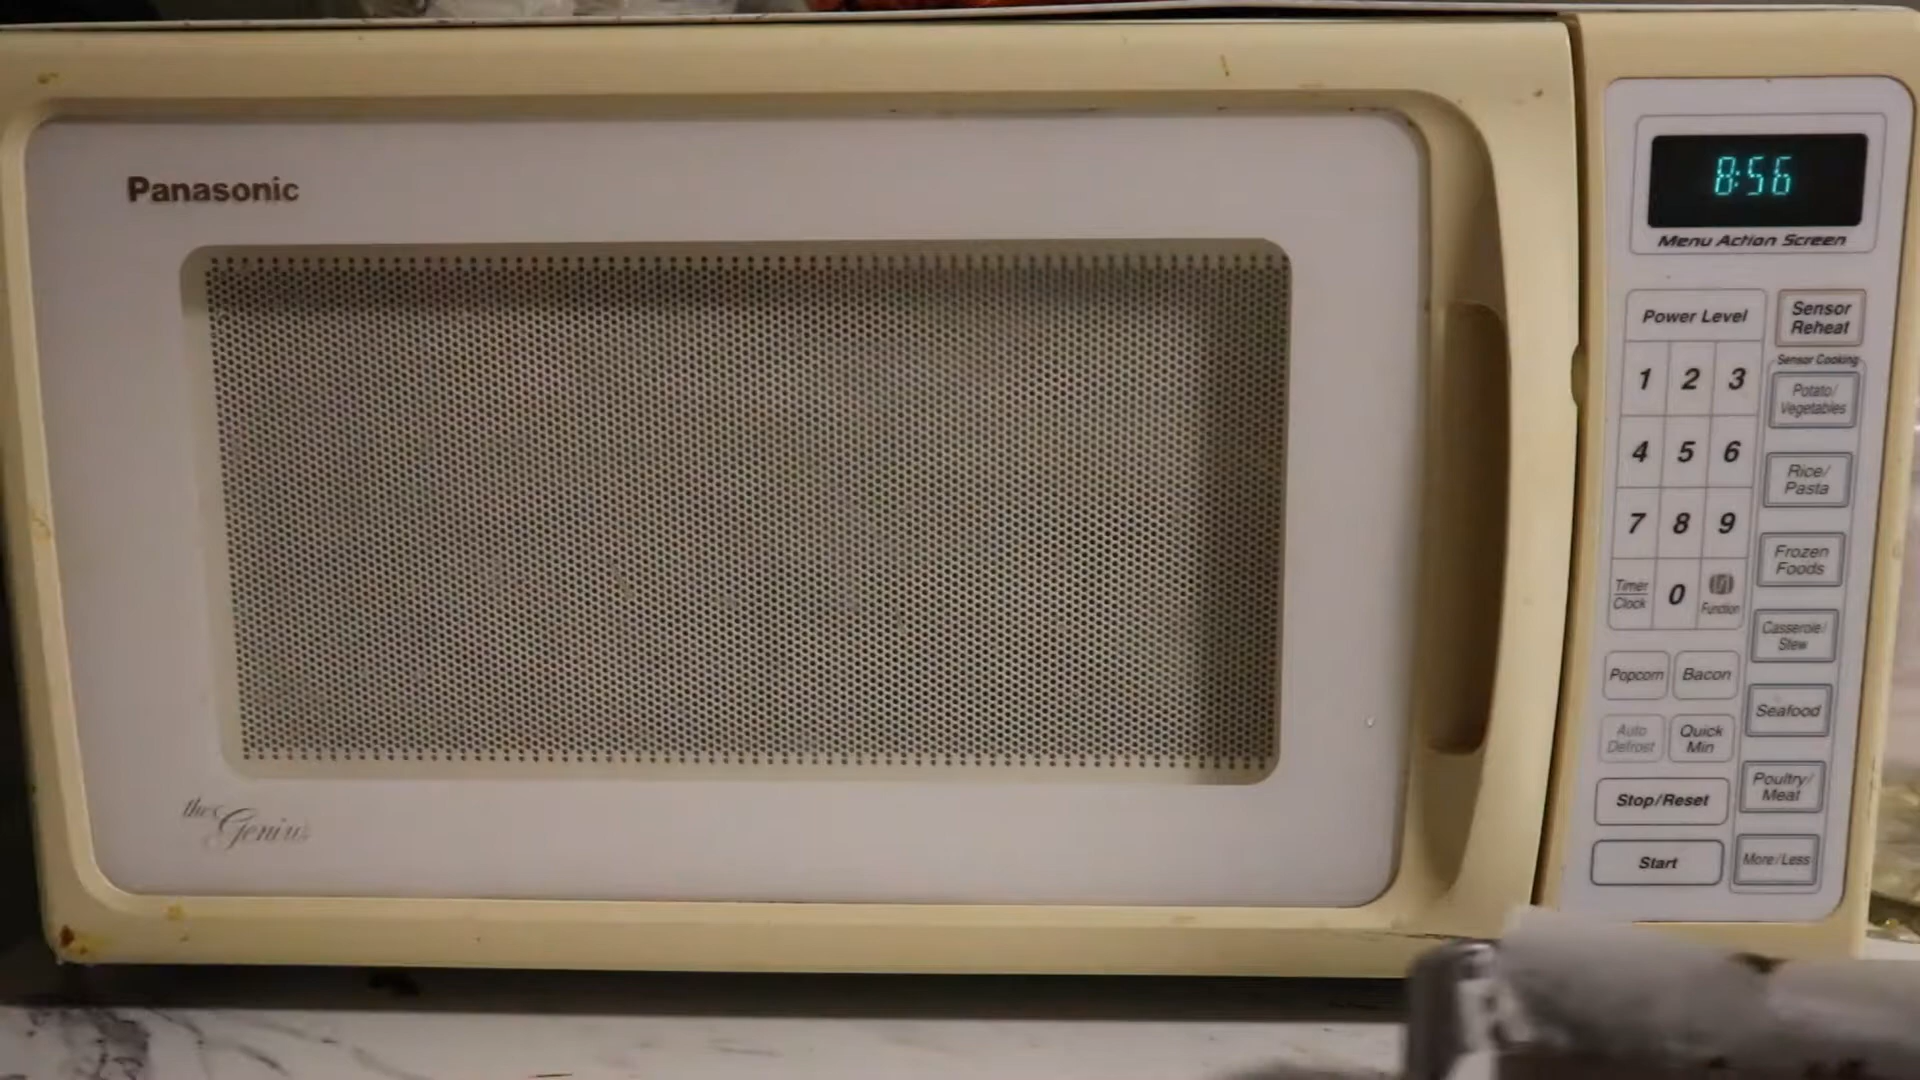 Panasonic
the Genius
8:56
Menu Action Screen
Power Level
1 2 3
4 5 6
7 8 9
Timer
Clock
0
Function
Popcorn
Bacon
Auto
Defrost
Quick
Min
Stop/Reset
Start
Sensor
Reheat
Sensor Cooking
Potato/
Vegetables
Rice/
Pasta
Frozen
Foods
Casserole/
Stew
Seafood
Poultry/
Meat
More/Less